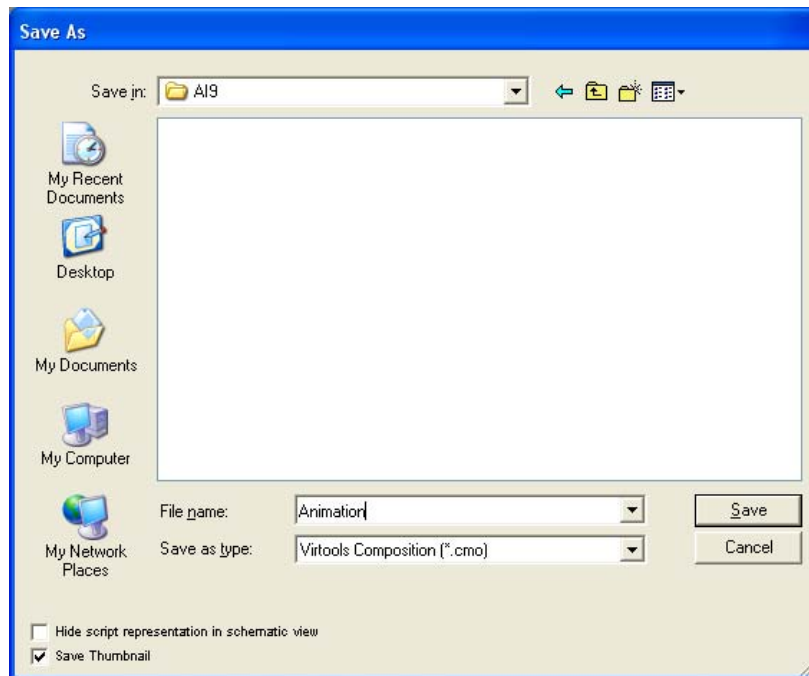 Save As
Save in: AI9
My Recent
Documents
Desktop
My Documents
My Computer
My Network
Places
File name: Animation
Save
Save as type: Virtools Composition (*.cmo)
Cancel
Hide script representation in schematic view
Save Thumbnail